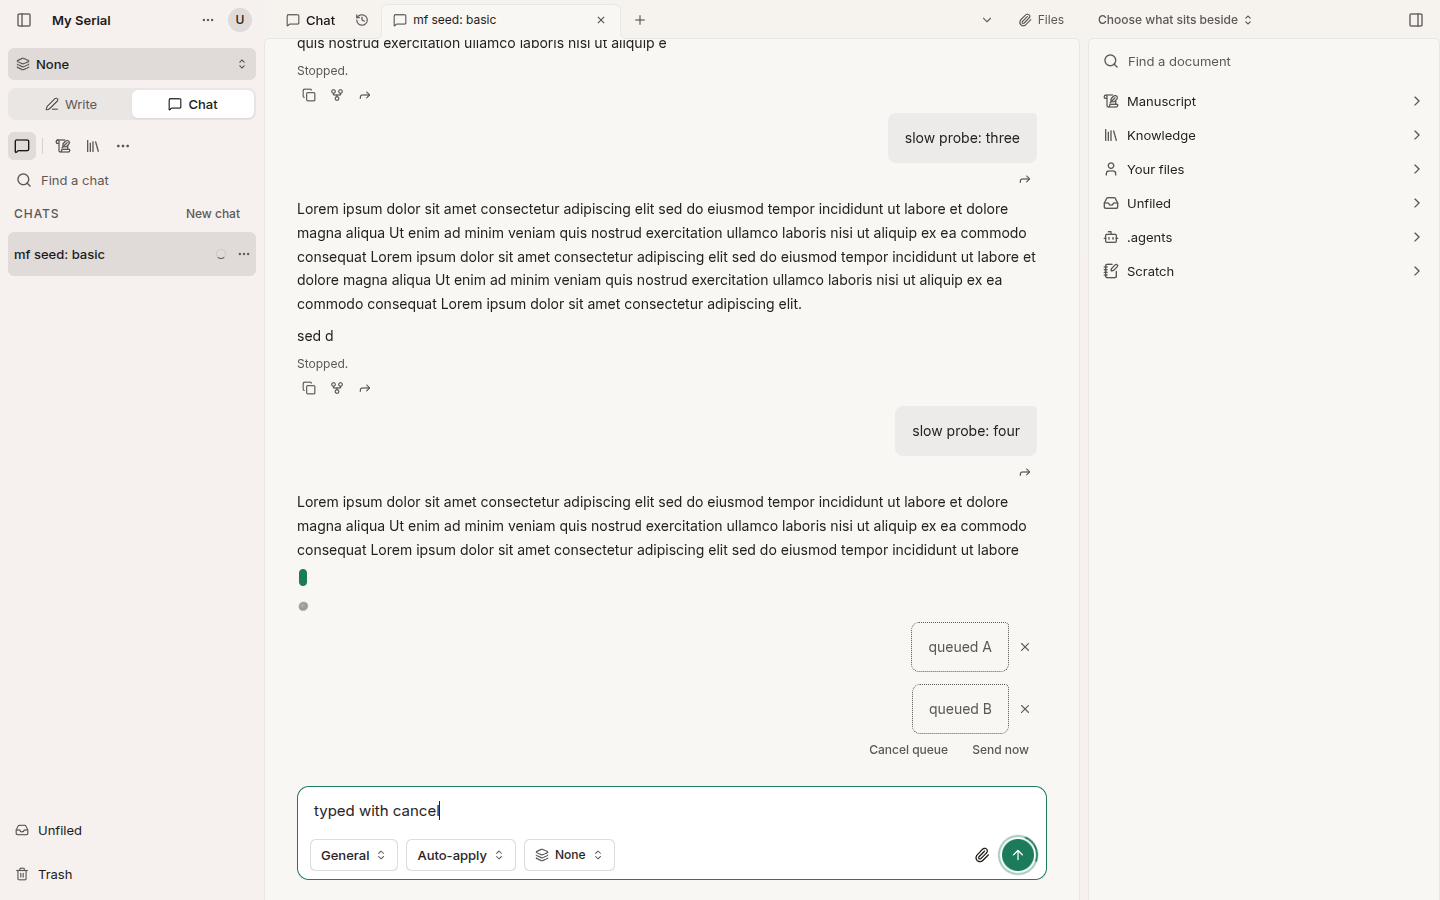 My Serial
U
None
Write
Chat
Find a chat
CHATS
New chat
mf seed: basic
Unfiled
Trash
Chat
mf seed: basic
Files
quis nostrud exercitation ullamco laboris nisi ut aliquip e
Stopped.
slow probe: three
Lorem ipsum dolor sit amet consectetur adipiscing elit sed do eiusmod tempor incididunt ut labore et dolore
magna aliqua Ut enim ad minim veniam quis nostrud exercitation ullamco laboris nisi ut aliquip ex ea commodo
consequat Lorem ipsum dolor sit amet consectetur adipiscing elit sed do eiusmod tempor incididunt ut labore et
dolore magna aliqua Ut enim ad minim veniam quis nostrud exercitation ullamco laboris nisi ut aliquip ex ea
commodo consequat Lorem ipsum dolor sit amet consectetur adipiscing elit.
sed d
Stopped.
slow probe: four
Lorem ipsum dolor sit amet consectetur adipiscing elit sed do eiusmod tempor incididunt ut labore et dolore
magna aliqua Ut enim ad minim veniam quis nostrud exercitation ullamco laboris nisi ut aliquip ex ea commodo
consequat Lorem ipsum dolor sit amet consectetur adipiscing elit sed do eiusmod tempor incididunt ut labore
queued A
queued B
Cancel queue
Send now
typed with cancel
General
Auto-apply
None
Choose what sits beside
Find a document
Manuscript
Knowledge
Your files
Unfiled
.agents
Scratch